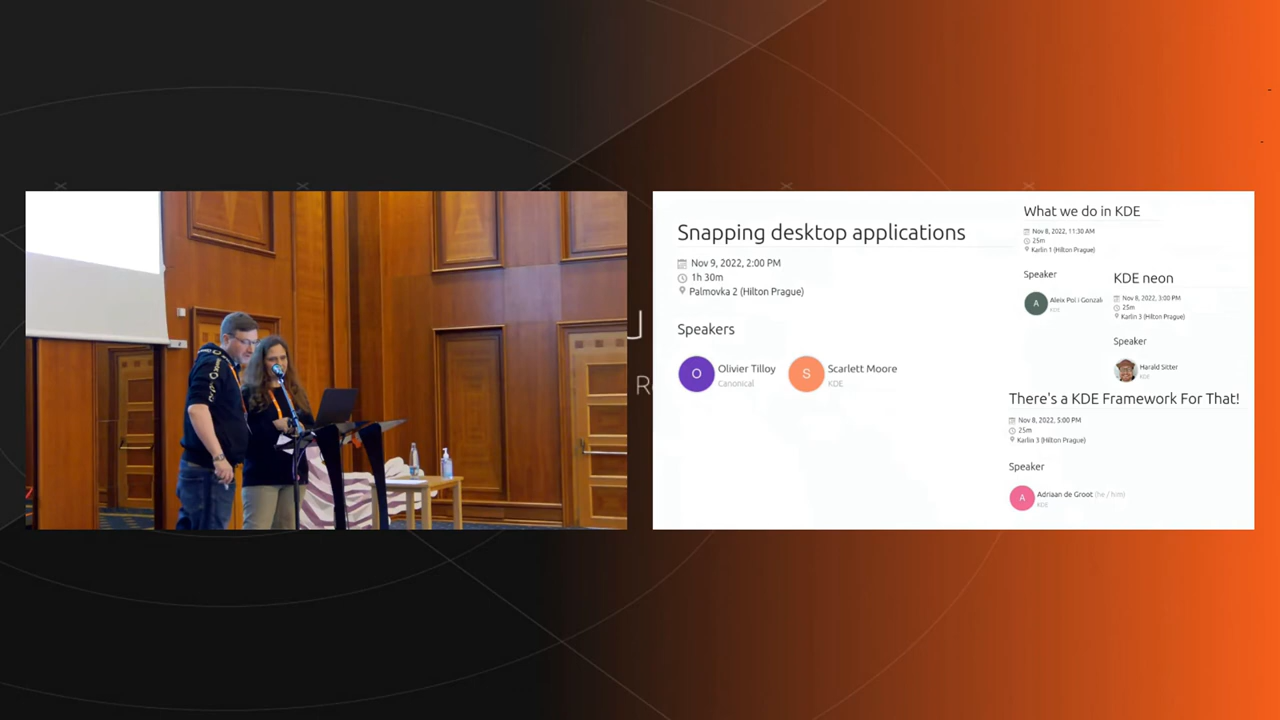 Snapping desktop applications
Nov 9, 2022, 2:00 PM
1h 30m
Palmovka 2 (Hilton Prague)
Speakers
O
Olivier Tilloy
Canonical
S
Scarlett Moore
KDE
What we do in KDE
Nov 8, 2022, 11:30 AM
25m
Karlin 1 (Hilton Prague)
Speaker
A
Aleix Pol i Gonzàl
KDE
KDE neon
Nov 8, 2022, 3:00 PM
25m
Karlin 3 (Hilton Prague)
Speaker
Harald Sitter
KDE
There's a KDE Framework For That!
Nov 8, 2022, 5:00 PM
25m
Karlin 3 (Hilton Prague)
Speaker
A
Adriaan de Groot (he / him)
KDE